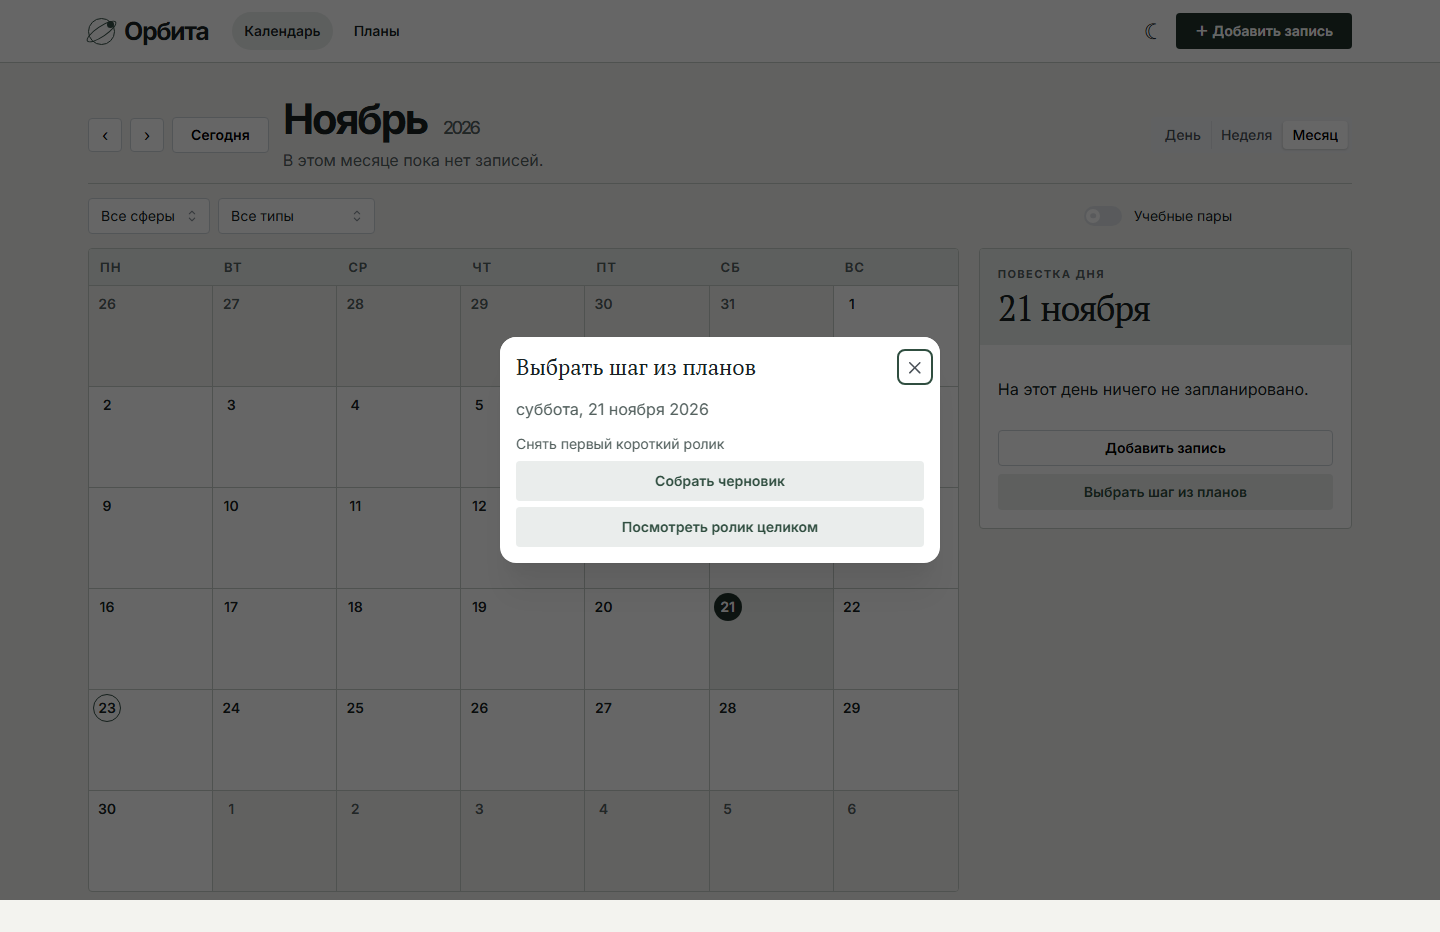 Орбита
Календарь
Планы
☾
+ Добавить запись
‹
›
Сегодня
Ноябрь 2026
В этом месяце пока нет записей.
День
Неделя
Месяц
Все сферы
Все типы
Учебные пары
ПН ВТ СР ЧТ ПТ СБ ВС
26 27 28 29 30 31 1
2 3 4 5
9 10 11 12
16 17 18 19 20 21 22
23 24 25 26 27 28 29
30 1 2 3 4 5 6
Выбрать шаг из планов
суббота, 21 ноября 2026
Снять первый короткий ролик
Собрать черновик
Посмотреть ролик целиком
ПОВЕСТКА ДНЯ
21 ноября
На этот день ничего не запланировано.
Добавить запись
Выбрать шаг из планов